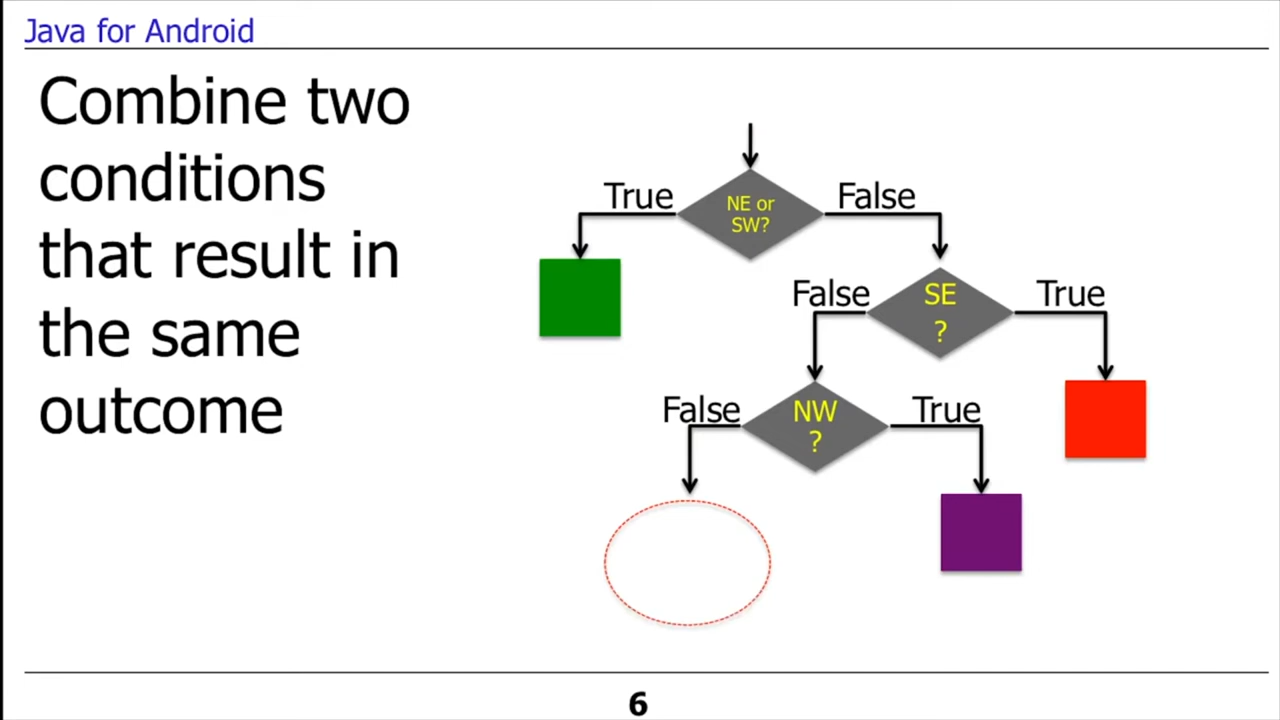 Java for Android
Combine two
conditions
that result in
the same
outcome
True
NE or
SW?
False
False
SE
?
True
False
NW
?
True
6